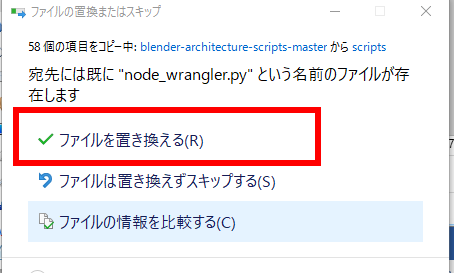 ファイルの置換またはスキップ
58 個の項目をコピー中: blender-architecture-scripts-master から scripts
宛先には既に "node_wrangler.py" という名前のファイルが存
在します
ファイルを置き換える(R)
ファイルは置き換えずスキップする(S)
ファイルの情報を比較する(C)